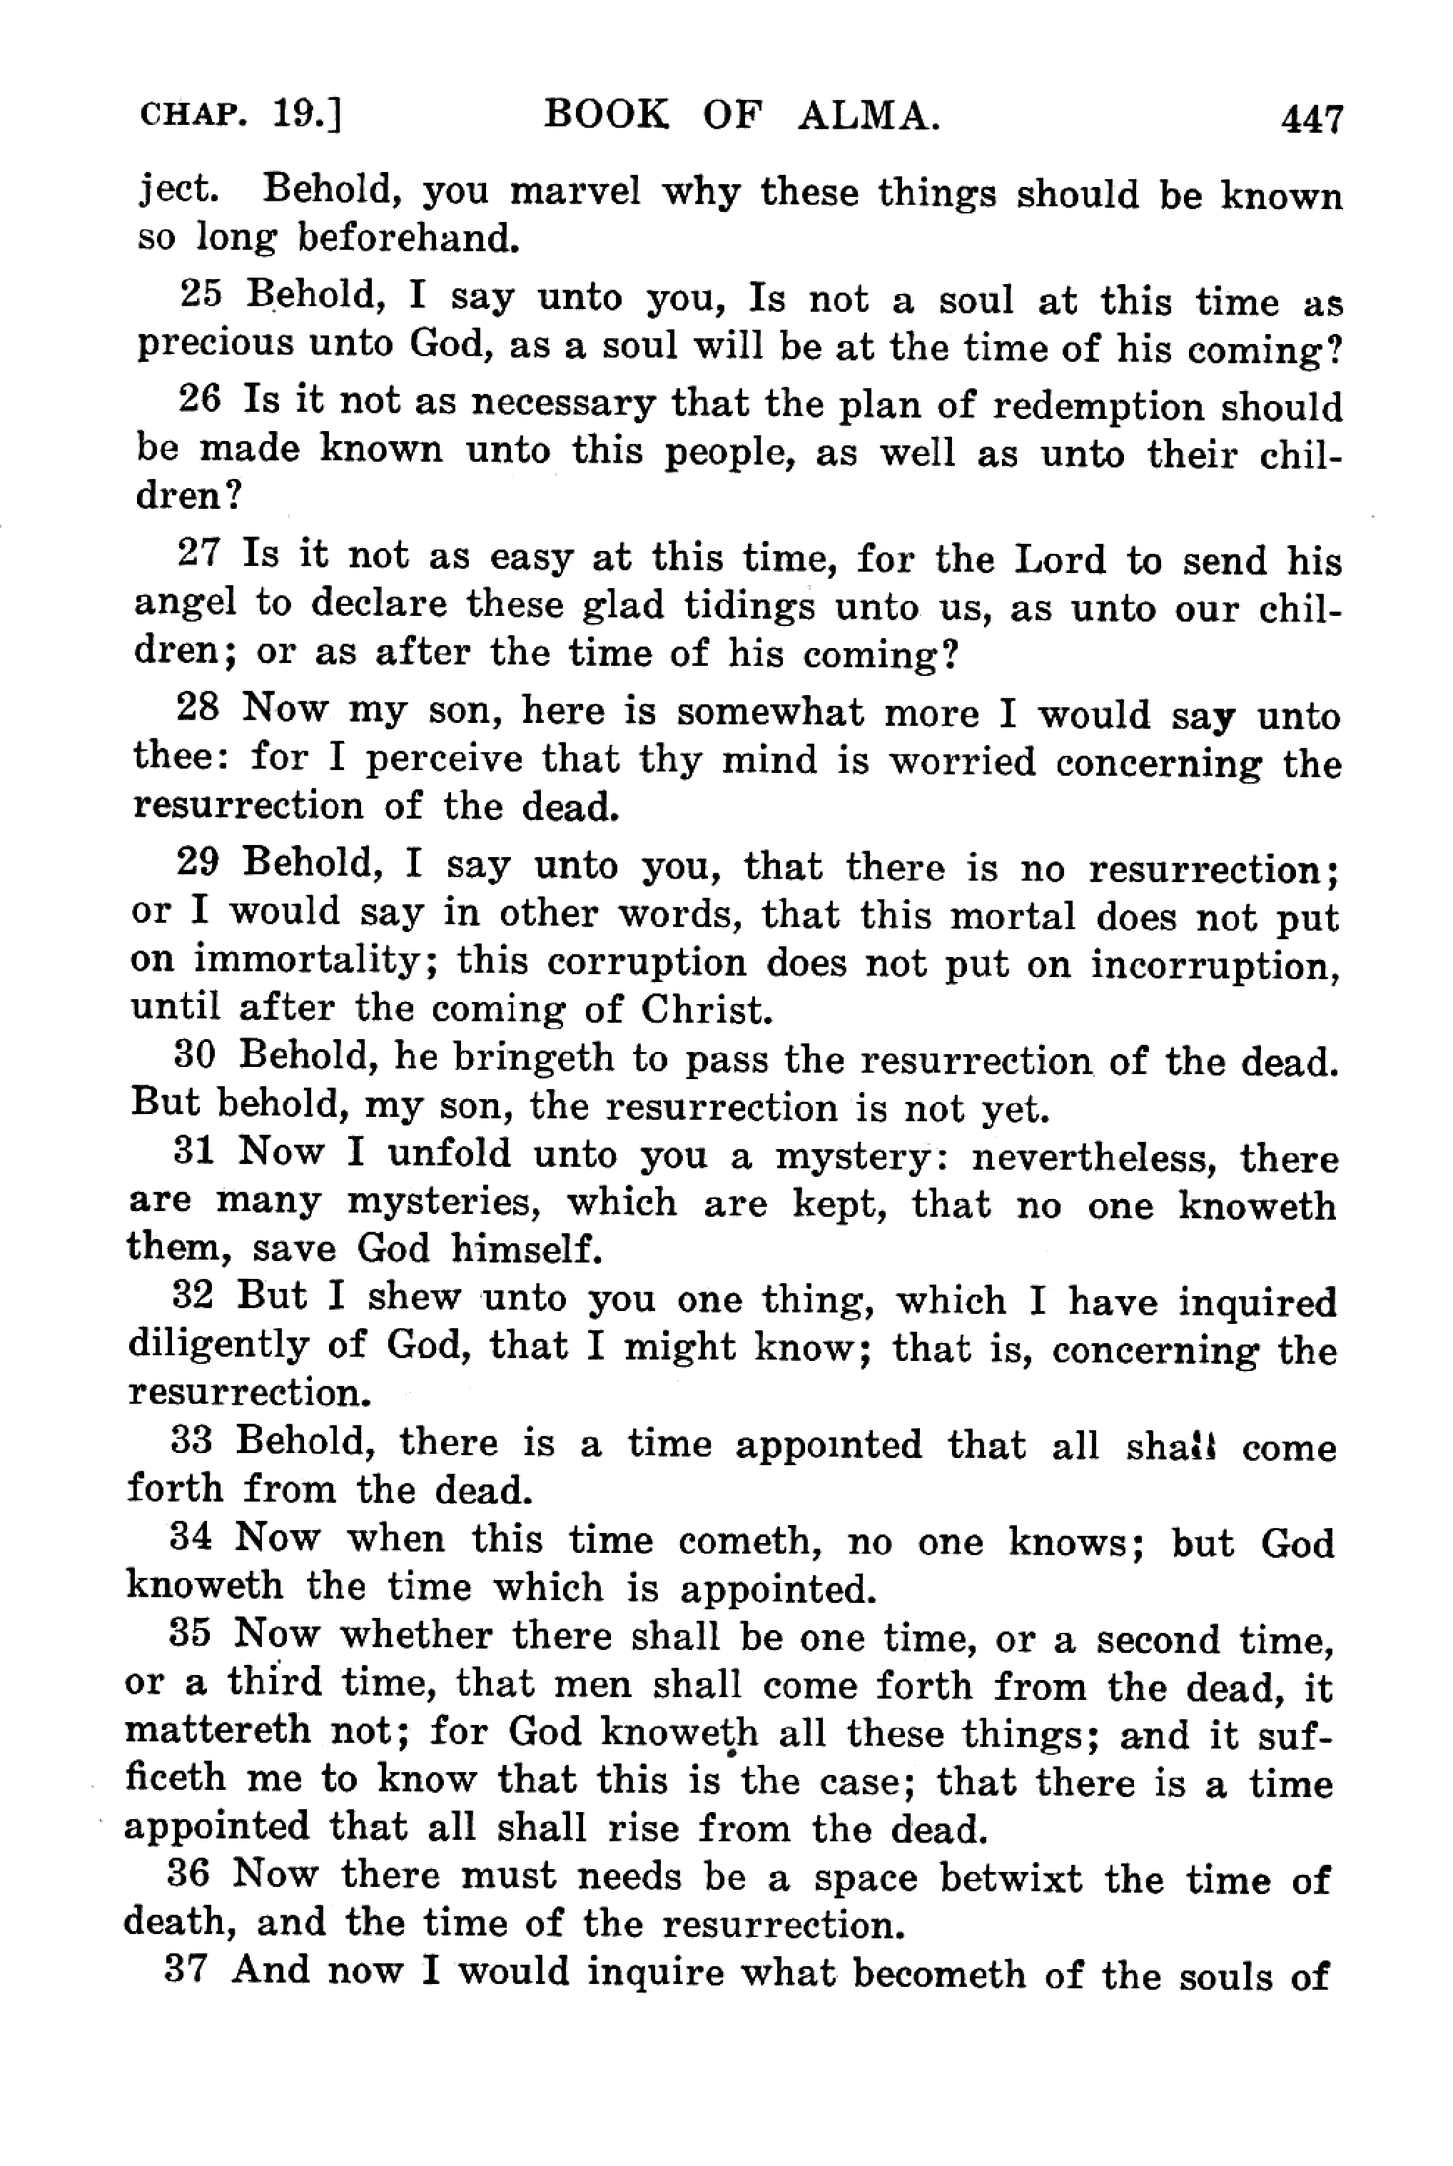 CHAP. 19.] BOOK OF ALMA. 447
ject. Behold, you marvel why these things should be known
so long beforehand.
25 Behold, I say unto you, Is not a soul at this time as
precious unto God, as a soul will be at the time of his coming?
26 Is it not as necessary that the plan of redemption should
be made known unto this people, as well as unto their chil-
dren?
27 Is it not as easy at this time, for the Lord to send his
angel to declare these glad tidings unto us, as unto our chil-
dren; or as after the time of his coming?
28 Now my son, here is somewhat more I would say unto
thee: for I perceive that thy mind is worried concerning the
resurrection of the dead.
29 Behold, I say unto you, that there is no resurrection;
or I would say in other words, that this mortal does not put
on immortality; this corruption does not put on incorruption,
until after the coming of Christ.
30 Behold, he bringeth to pass the resurrection of the dead.
But behold, my son, the resurrection is not yet.
31 Now I unfold unto you a mystery: nevertheless, there
are many mysteries, which are kept, that no one knoweth
them, save God himself.
32 But I shew unto you one thing, which I have inquired
diligently of God, that I might know; that is, concerning the
resurrection.
33 Behold, there is a time appointed that all shall come
forth from the dead.
34 Now when this time cometh, no one knows; but God
knoweth the time which is appointed.
35 Now whether there shall be one time, or a second time,
or a third time, that men shall come forth from the dead, it
mattereth not; for God knoweth all these things; and it suf-
ficeth me to know that this is the case; that there is a time
appointed that all shall rise from the dead.
36 Now there must needs be a space betwixt the time of
death, and the time of the resurrection.
37 And now I would inquire what becometh of the souls of